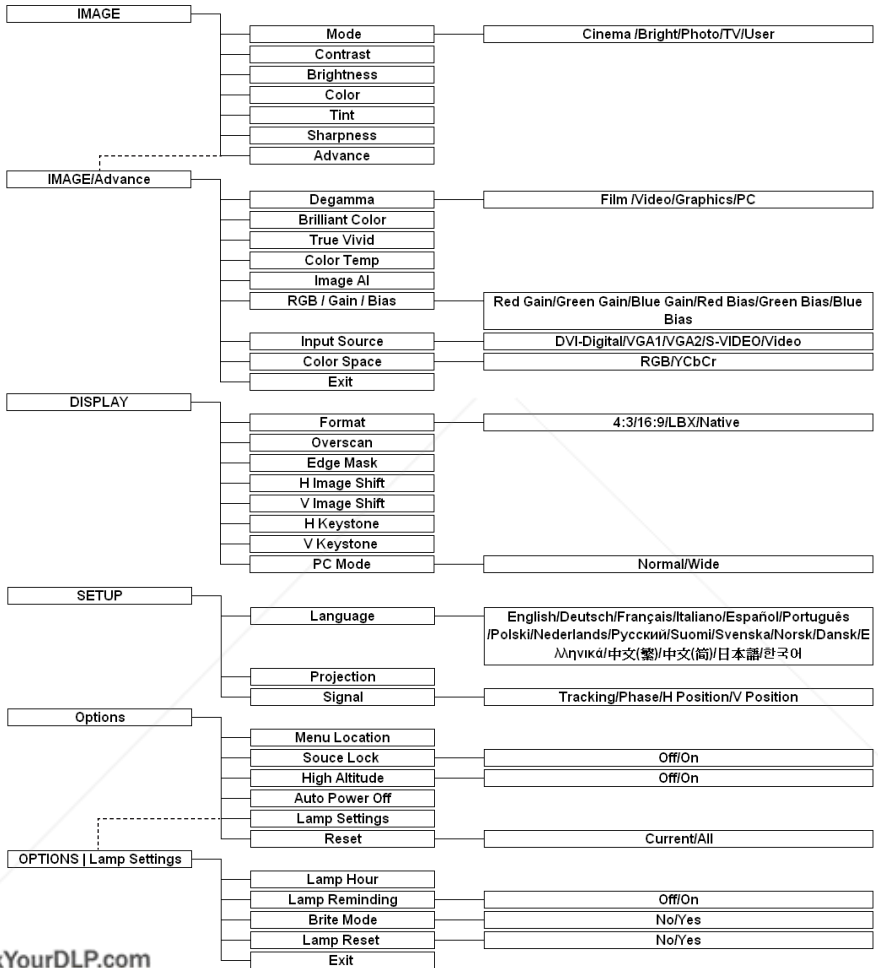 IMAGE
Mode
Cinema /Bright/Photo/TV/User
Contrast
Brightness
Color
Tint
Sharpness
Advance
IMAGE/Advance
Degamma
Film /Video/Graphics/PC
Brilliant Color
True Vivid
Color Temp
Image AI
RGB / Gain / Bias
Red Gain/Green Gain/Blue Gain/Red Bias/Green Bias/Blue
Bias
Input Source
DVI-Digital/VGA1/VGA2/S-VIDEO/Video
Color Space
RGB/YCbCr
Exit
DISPLAY
Format
4:3/16:9/LBX/Native
Overscan
Edge Mask
H Image Shift
V Image Shift
H Keystone
V Keystone
PC Mode
Normal/Wide
SETUP
Language
English/Deutsch/Français/Italiano/Español/Português
/Polski/Nederlands/Русский/Suomi/Svenska/Norsk/Dansk/Ε
λληνικά/中文(繁)/中文(简)/日本語/한국어
Projection
Signal
Tracking/Phase/H Position/V Position
Options
Menu Location
Souce Lock
Off/On
High Altitude
Off/On
Auto Power Off
Lamp Settings
Reset
Current/All
OPTIONS | Lamp Settings
Lamp Hour
Lamp Reminding
Off/On
Brite Mode
No/Yes
Lamp Reset
No/Yes
Exit
xYourDLP.com